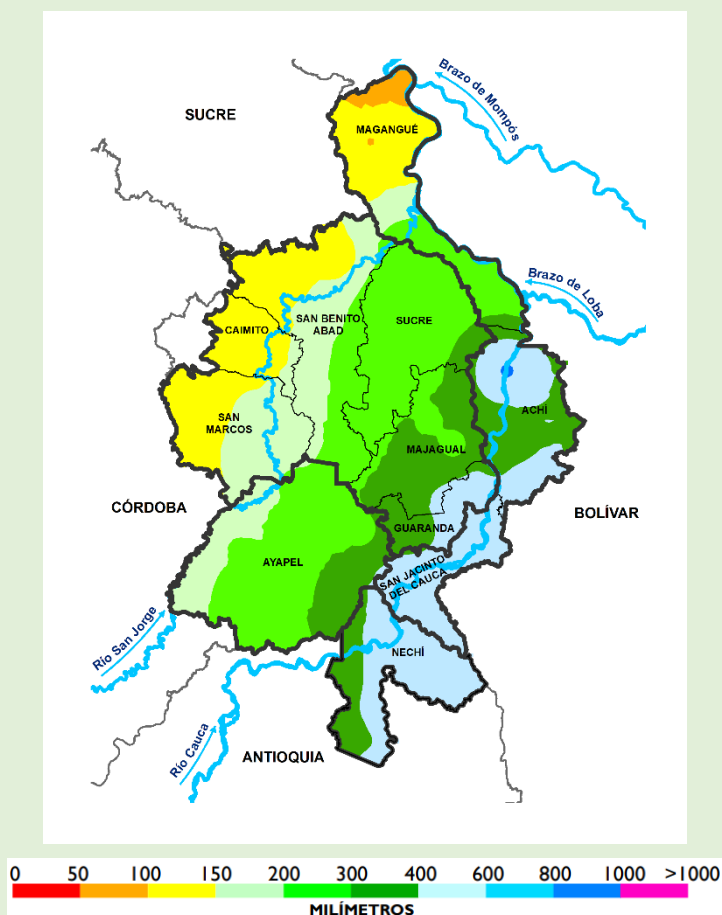 SUCRE
Brazo de Mompós
MAGANGUÉ
Brazo de Loba
SAN BENITO
ABAD
SUCRE
CAIMITO
ACHÍ
SAN
MARCOS
MAJAGUAL
CÓRDOBA
BOLÍVAR
GUARANDA
AYAPEL
SAN JACINTO
DEL CAUCA
Río San Jorge
NECHÍ
Río Cauca
ANTIOQUIA
0 50 100 150 200 300 400 600 800 1000 >1000
MILÍMETROS